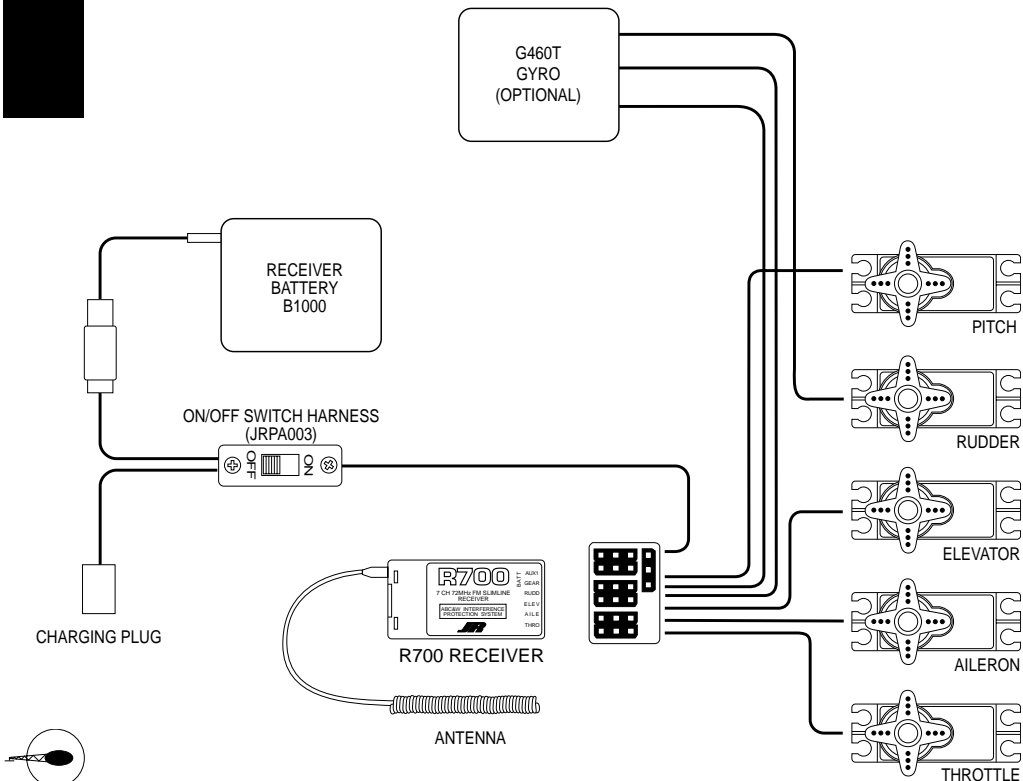 G460T
GYRO
(OPTIONAL)
RECEIVER
BATTERY
B1000
PITCH
ON/OFF SWITCH HARNESS
(JRPA003)
OFF
ON
RUDDER
ELEVATOR
R700
7 CH 72MHz FM SLIMLINE
RECEIVER
ABC&W INTERFERENCE
PROTECTION SYSTEM
JR
BATT
AUX1
GEAR
RUDD
ELEV
AILE
THRO
CHARGING PLUG
R700 RECEIVER
AILERON
ANTENNA
THROTTLE